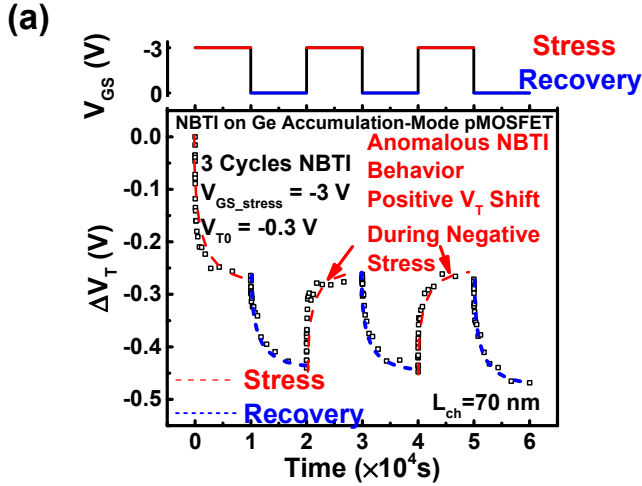 (a)
-3
0
V_GS (V)
Stress
Recovery
NBTI on Ge Accumulation-Mode pMOSFET
3 Cycles NBTI
V_GS_stress = -3 V
V_T0 = -0.3 V
Anomalous NBTI
Behavior
Positive V_T Shift
During Negative
Stress
0.0
-0.1
-0.2
-0.3
-0.4
-0.5
ΔV_T (V)
Stress
Recovery
L_ch=70 nm
0 1 2 3 4 5 6
Time (×10⁴s)